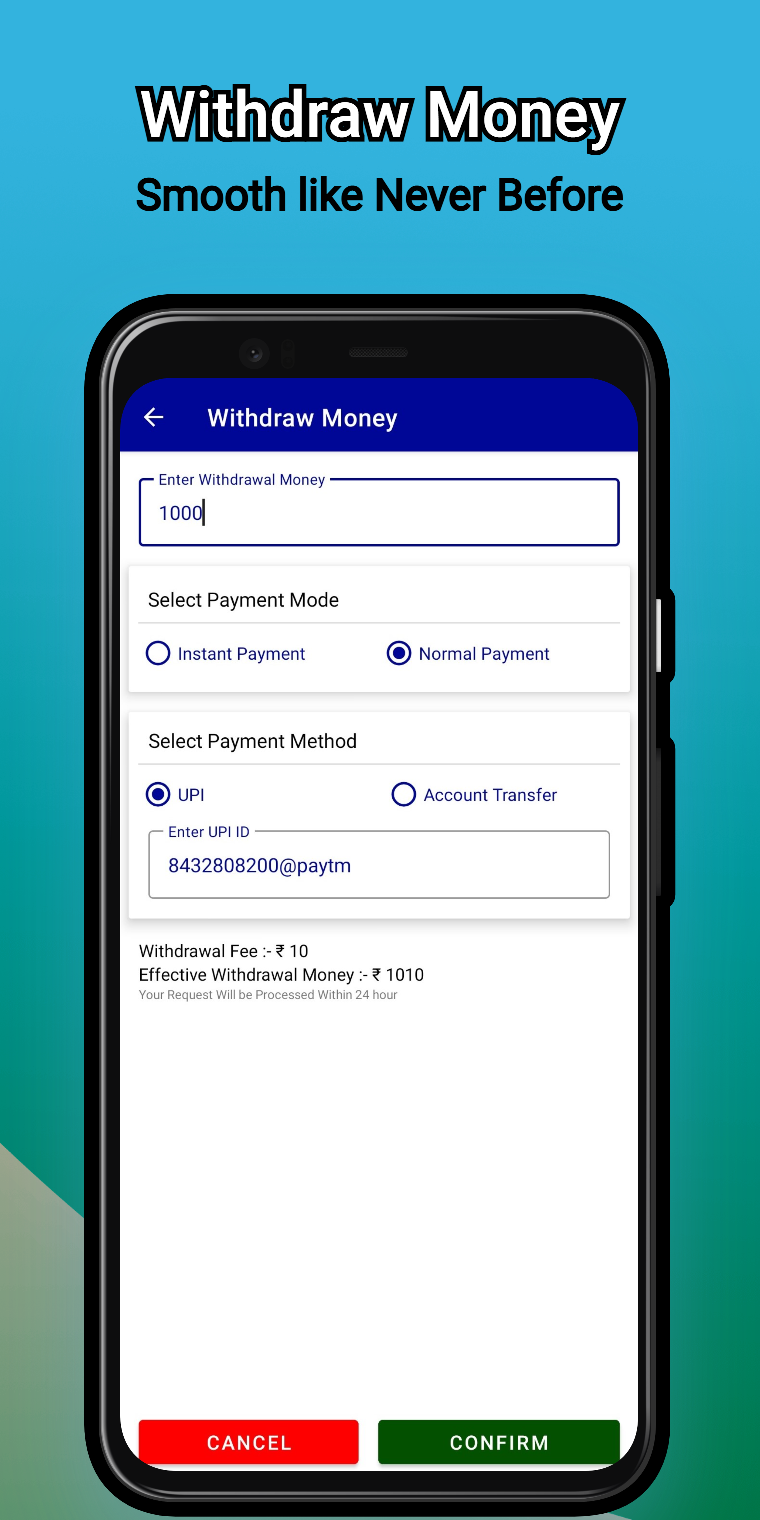 Withdraw Money
Smooth like Never Before
Withdraw Money
Enter Withdrawal Money
1000
Select Payment Mode
Instant Payment Normal Payment
Select Payment Method
UPI Account Transfer
Enter UPI ID
8432808200@paytm
Withdrawal Fee :- ₹ 10
Effective Withdrawal Money :- ₹ 1010
Your Request Will be Processed Within 24 hour
CANCEL CONFIRM